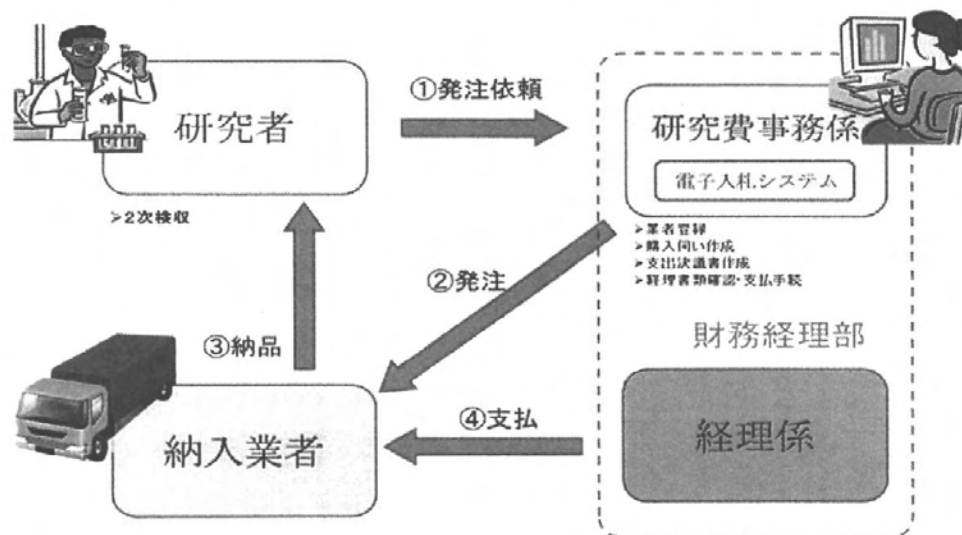 ①発注依頼
研究者
研究費事務係
電子入札システム
➢2次検収
➢業者登録
➢購入伺い作成
➢支出決議書作成
➢経理書類確認・支払手続
②発注
③納品
財務経理部
④支払
納入業者
経理係